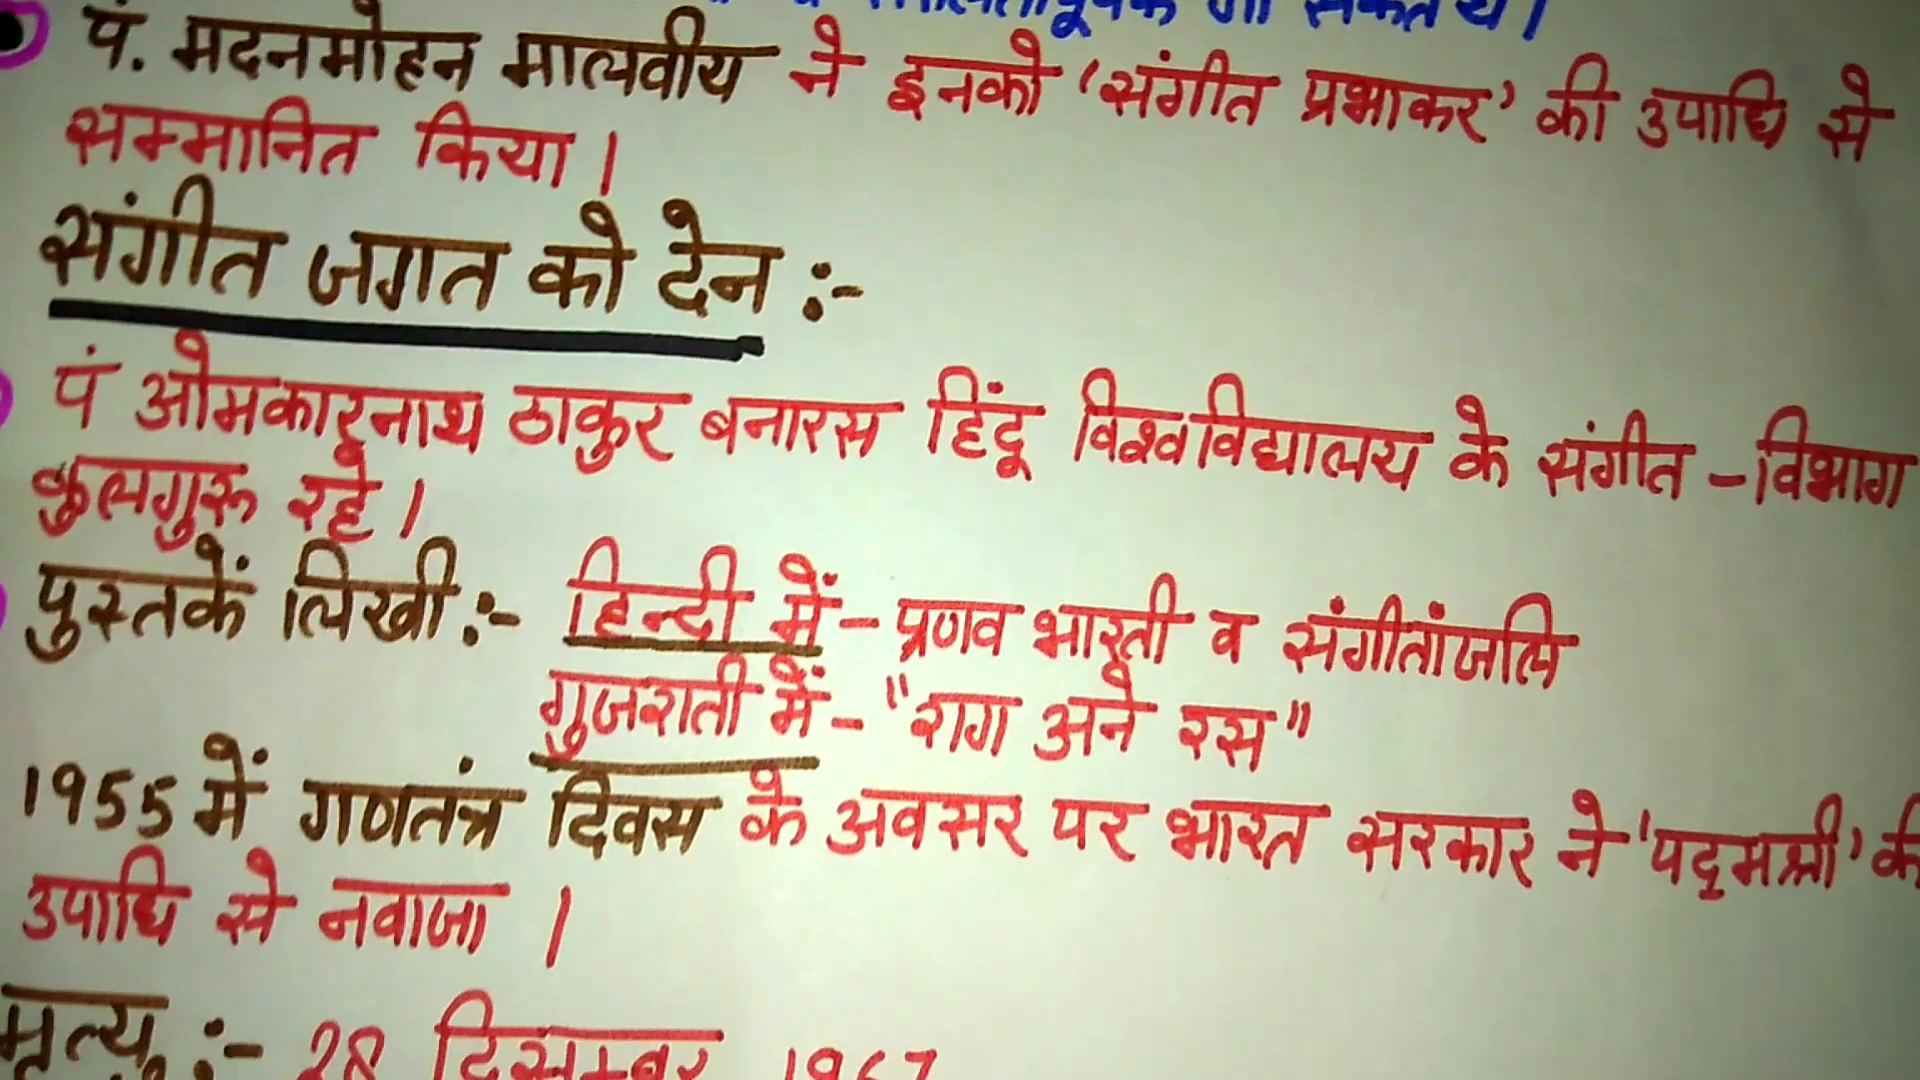 गा सकते थे।
पं. मदनमोहन मालवीय ने इनको 'संगीत प्रभाकर' की उपाधि से
सम्मानित किया।
संगीत जगत को देन :-
पं ओमकारनाथ ठाकुर बनारस हिंदू विश्वविद्यालय के संगीत - विभाग
कुलगुरू रहे।
पुस्तकें लिखी :- हिन्दी में - प्रणव भारती व संगीतांजलि
गुजराती में - "राग अने रस"
1955 में गणतंत्र दिवस के अवसर पर भारत सरकार ने 'पद्मश्री' की
उपाधि से नवाजा ।
मृत्यु :- 28 दिसम्बर 1967